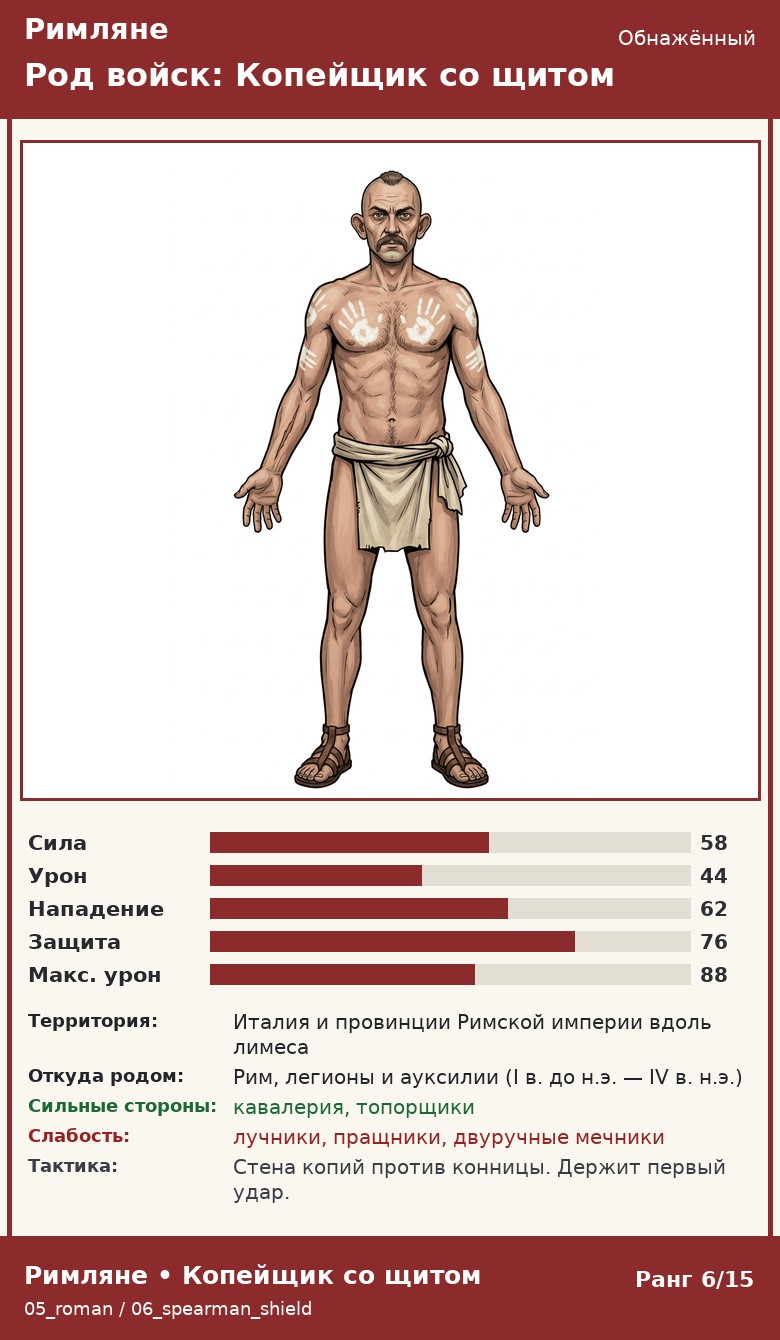 Римляне
Обнажённый
Род войск: Копейщик со щитом
Сила 58
Урон 44
Нападение 62
Защита 76
Макс. урон 88
Территория: Италия и провинции Римской империи вдоль
лимеса
Откуда родом: Рим, легионы и ауксилии (I в. до н.э. — IV в. н.э.)
Сильные стороны: кавалерия, топорщики
Слабость: лучники, пращники, двуручные мечники
Тактика: Стена копий против конницы. Держит первый
удар.
Римляне • Копейщик со щитом
Ранг 6/15
05_roman / 06_spearman_shield